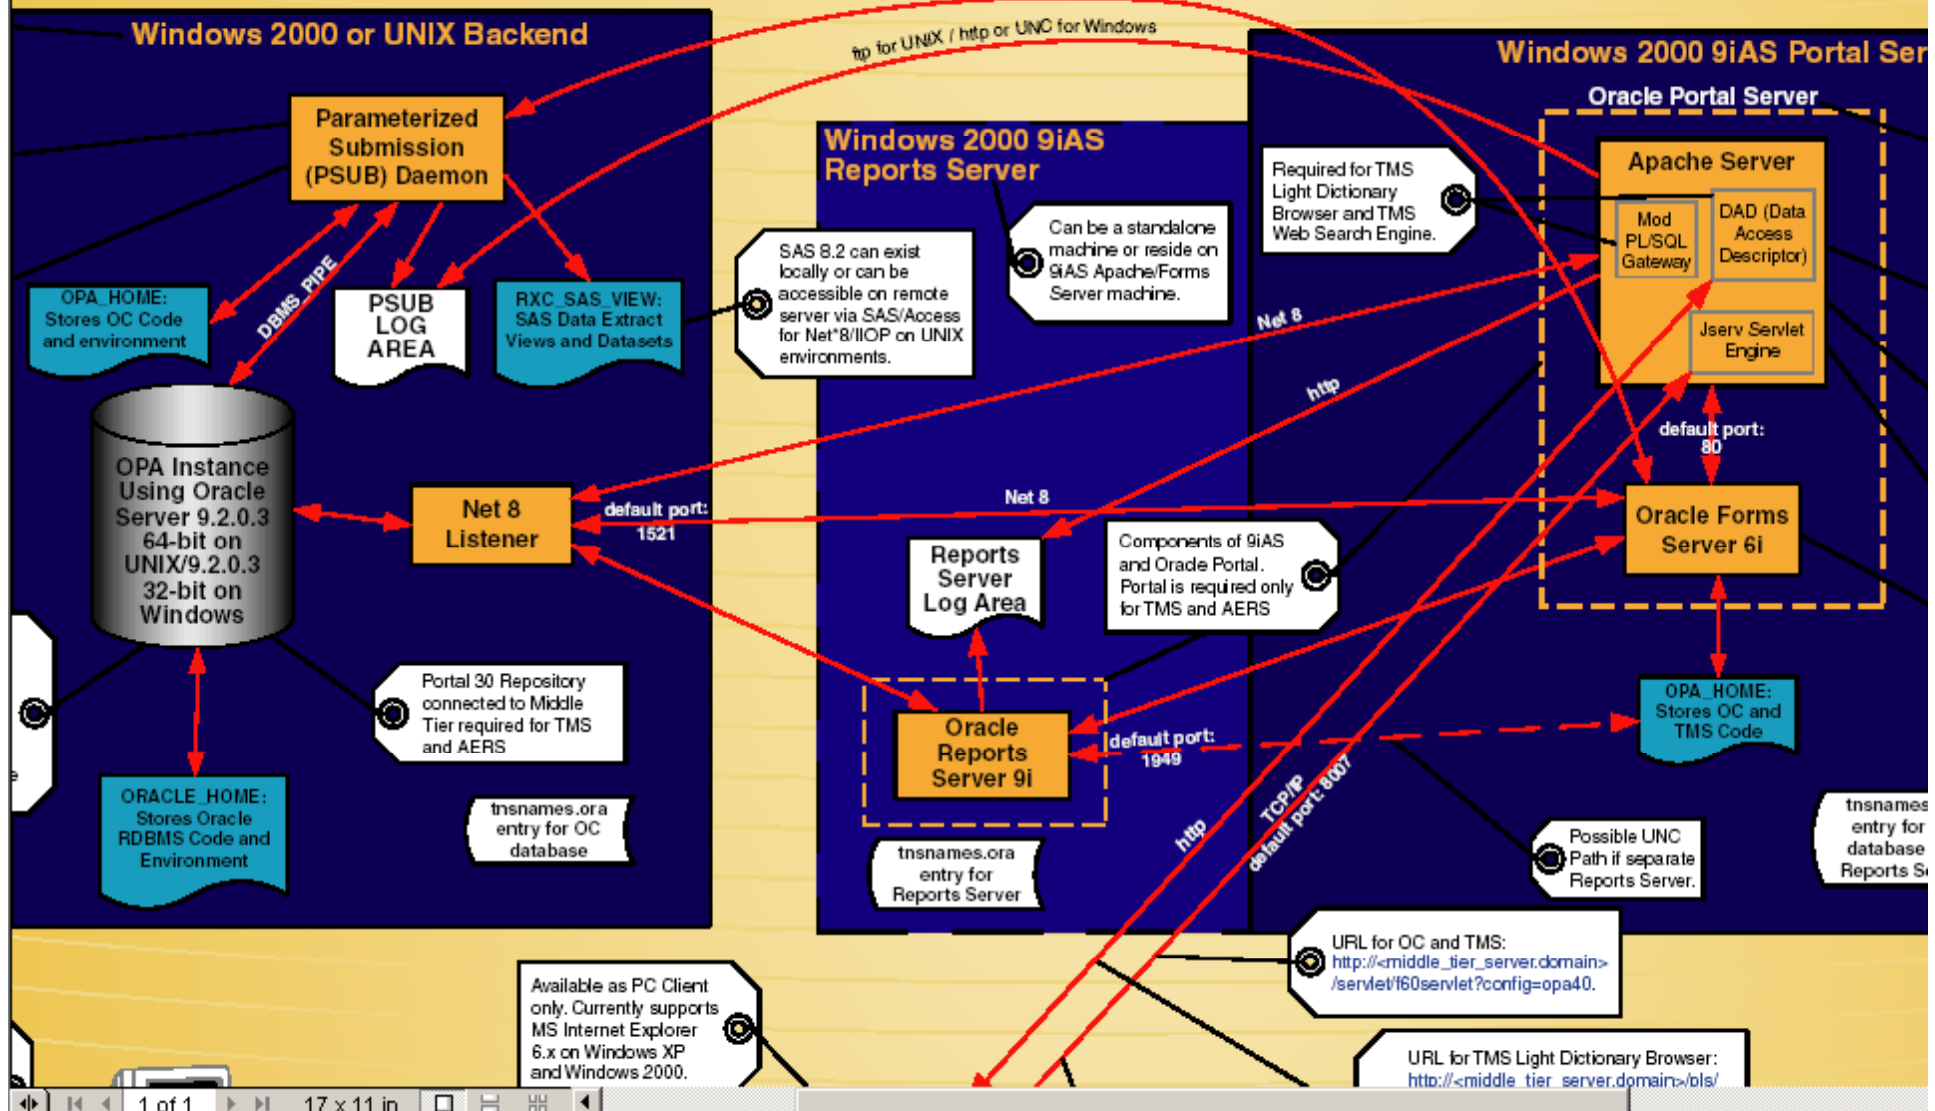 Windows 2000 or UNIX Backend
ftp for UNIX / http or UNC for Windows
Windows 2000 9iAS Portal Ser
Oracle Portal Server
Parameterized
Submission
(PSUB) Daemon
Windows 2000 9iAS
Reports Server
Required for TMS
Light Dictionary
Browser and TMS
Web Search Engine.
Apache Server
Mod
PL/SQL
Gateway
DAD (Data
Access
Descriptor)
Jserv Servlet
Engine
Can be a standalone
machine or reside on
9iAS Apache/Forms
Server machine.
SAS 8.2 can exist
locally or can be
accessible on remote
server via SAS/Access
for Net*8/IIOP on UNIX
environments.
DBMS_PIPE
OPA_HOME:
Stores OC Code
and environment
PSUB
LOG
AREA
RXC_SAS_VIEW:
SAS Data Extract
Views and Datasets
Net 8
http
default port:
80
OPA Instance
Using Oracle
Server 9.2.0.3
64-bit on
UNIX/9.2.0.3
32-bit on
Windows
Net 8
Listener
default port:
1521
Net 8
Oracle Forms
Server 6i
Reports
Server
Log Area
Components of 9iAS
and Oracle Portal.
Portal is required only
for TMS and AERS
Portal 30 Repository
connected to Middle
Tier required for TMS
and AERS
Oracle
Reports
Server 9i
default port:
1949
OPA_HOME:
Stores OC and
TMS Code
e
ORACLE_HOME:
Stores Oracle
RDBMS Code and
Environment
tnsnames.ora
entry for OC
database
tnsnames.ora
entry for
Reports Server
http
TCP/IP
default port: 8007
Possible UNC
Path if separate
Reports Server.
tnsnames
entry for
database
Reports Se
URL for OC and TMS:
http://<middle_tier_server.domain>
/servlet/f60servlet?config=opa40.
Available as PC Client
only. Currently supports
MS Internet Explorer
6.x on Windows XP
and Windows 2000.
URL for TMS Light Dictionary Browser:
http://<middle_tier_server.domain>/pls/
1 of 1
17 x 11 in